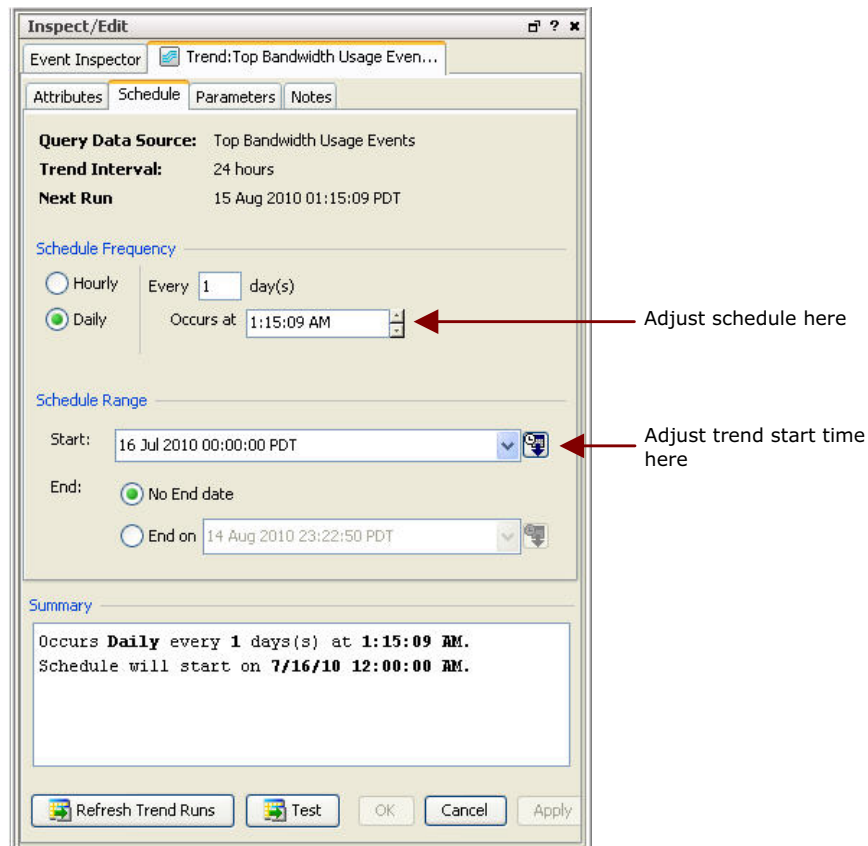 Inspect/Edit
Event Inspector Trend:Top Bandwidth Usage Even...
Attributes Schedule Parameters Notes
Query Data Source: Top Bandwidth Usage Events
Trend Interval: 24 hours
Next Run 15 Aug 2010 01:15:09 PDT
Schedule Frequency
Hourly Every 1 day(s)
Daily Occurs at 1:15:09 AM
Adjust schedule here
Schedule Range
Start: 16 Jul 2010 00:00:00 PDT
Adjust trend start time
here
End: No End date
End on 14 Aug 2010 23:22:50 PDT
Summary
Occurs Daily every 1 days(s) at 1:15:09 AM.
Schedule will start on 7/16/10 12:00:00 AM.
Refresh Trend Runs Test OK Cancel Apply